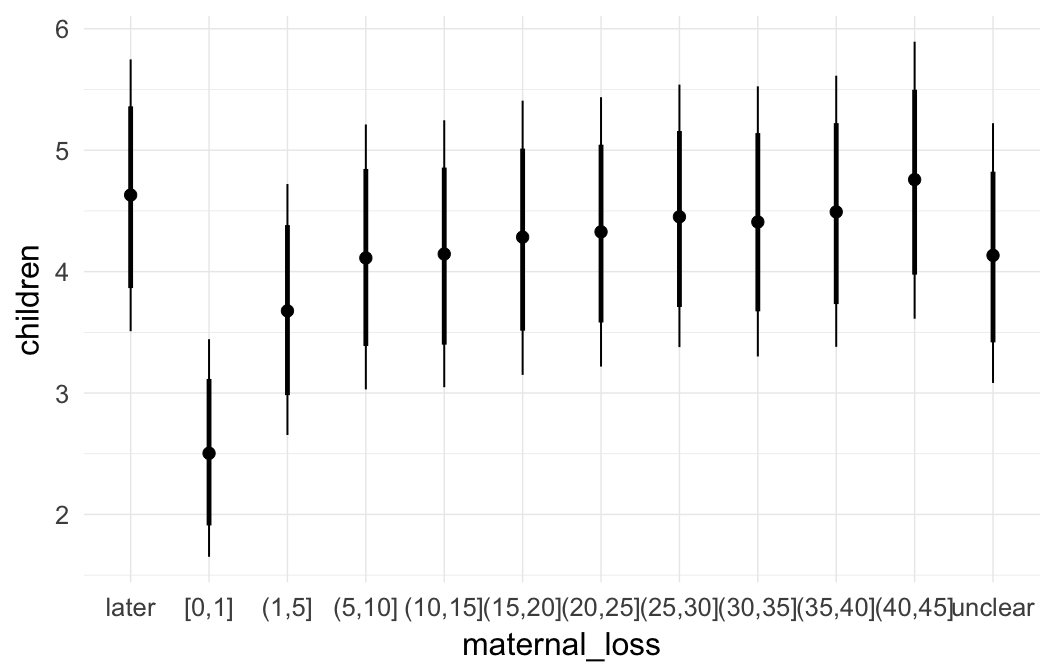 6
5
4
3
2
children
later [0,1] (1,5] (5,10] (10,15] (15,20] (20,25] (25,30] (30,35] (35,40] (40,45] unclear
maternal_loss